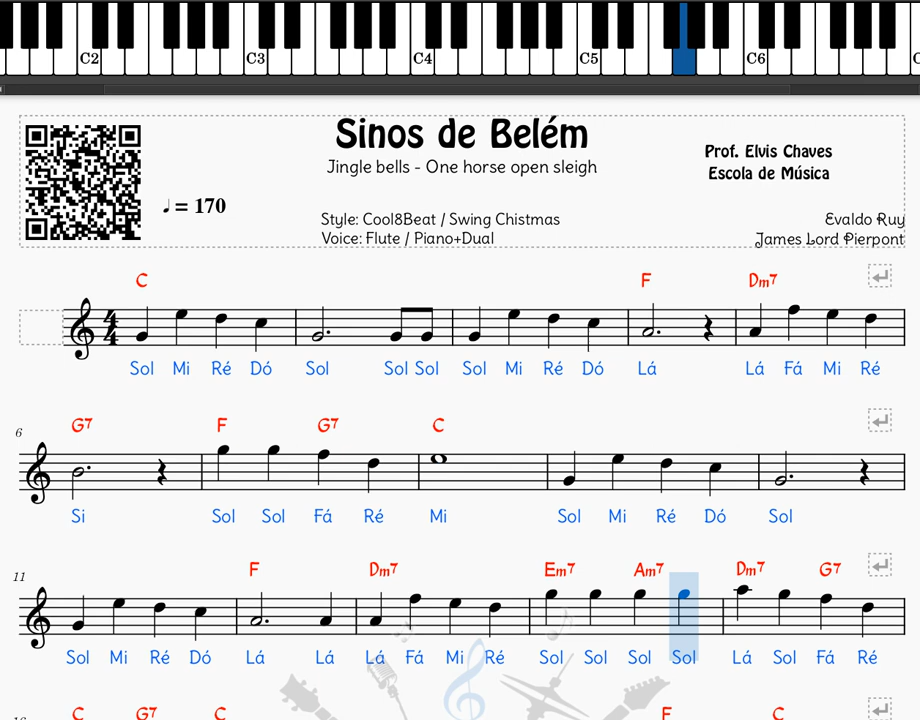 C2 C3 C4 C5 C6 C
Sinos de Belém
Jingle bells - One horse open sleigh
Prof. Elvis Chaves
Escola de Música
♩ = 170
Style: Cool8Beat / Swing Chistmas
Voice: Flute / Piano+Dual
Evaldo Ruy
James Lord Pierpont
C F Dm7
4
4
Sol Mi Ré Dó Sol Sol Sol Sol Mi Ré Dó Lá Lá Fá Mi Ré
6
G7 F G7 C
Si Sol Sol Fá Ré Mi Sol Mi Ré Dó Sol
11
F Dm7 Em7 Am7 Dm7 G7
Sol Mi Ré Dó Lá Lá Lá Fá Mi Ré Sol Sol Sol Sol Lá Sol Fá Ré
16
C G7 C F C